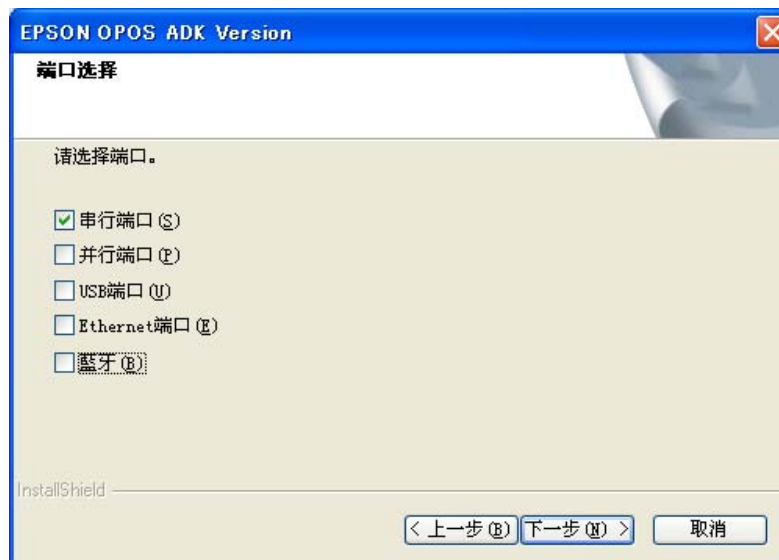 EPSON OPOS ADK Version
端口选择
请选择端口。
串行端口(S)
并行端口(P)
USB端口(U)
Ethernet端口(E)
藍牙(B)
InstallShield
< 上一步(B) 下一步(N) > 取消